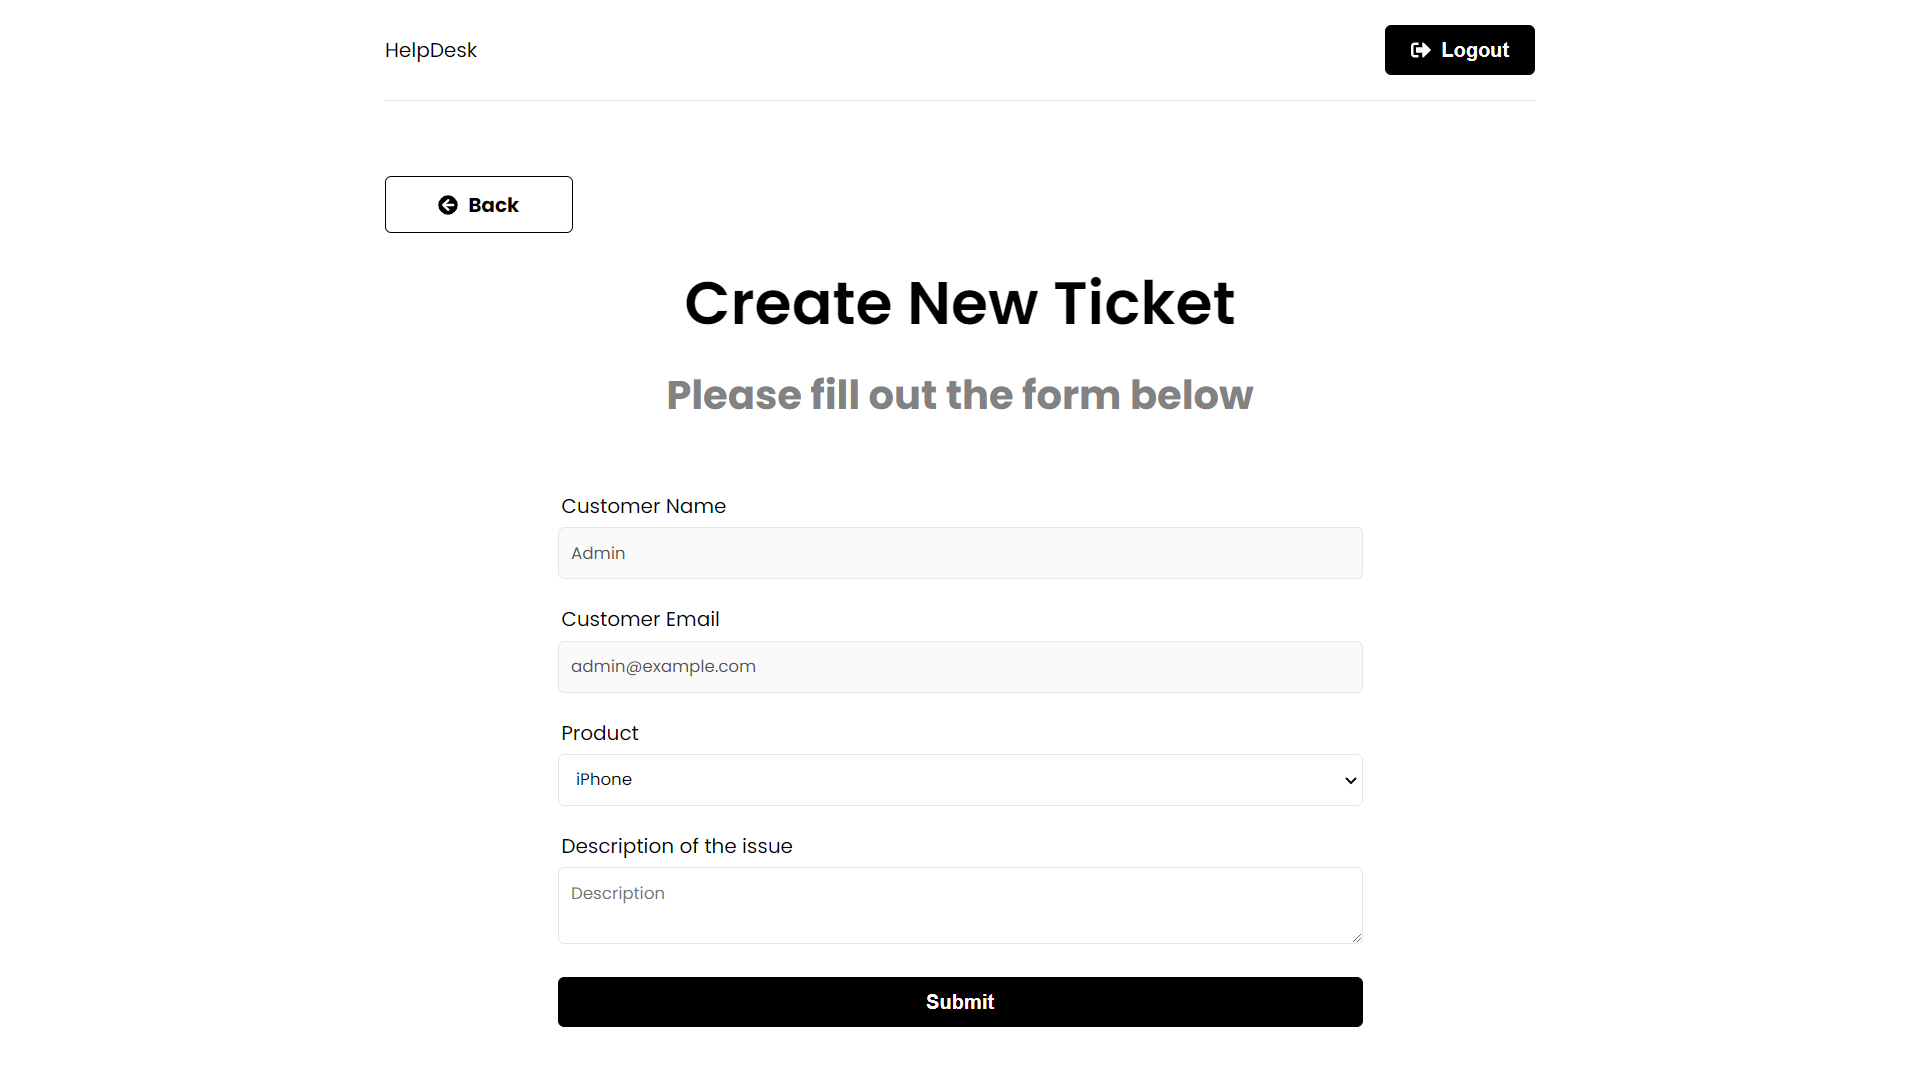 HelpDesk
Logout
Back
Create New Ticket
Please fill out the form below
Customer Name
Admin
Customer Email
admin@example.com
Product
iPhone
Description of the issue
Description
Submit